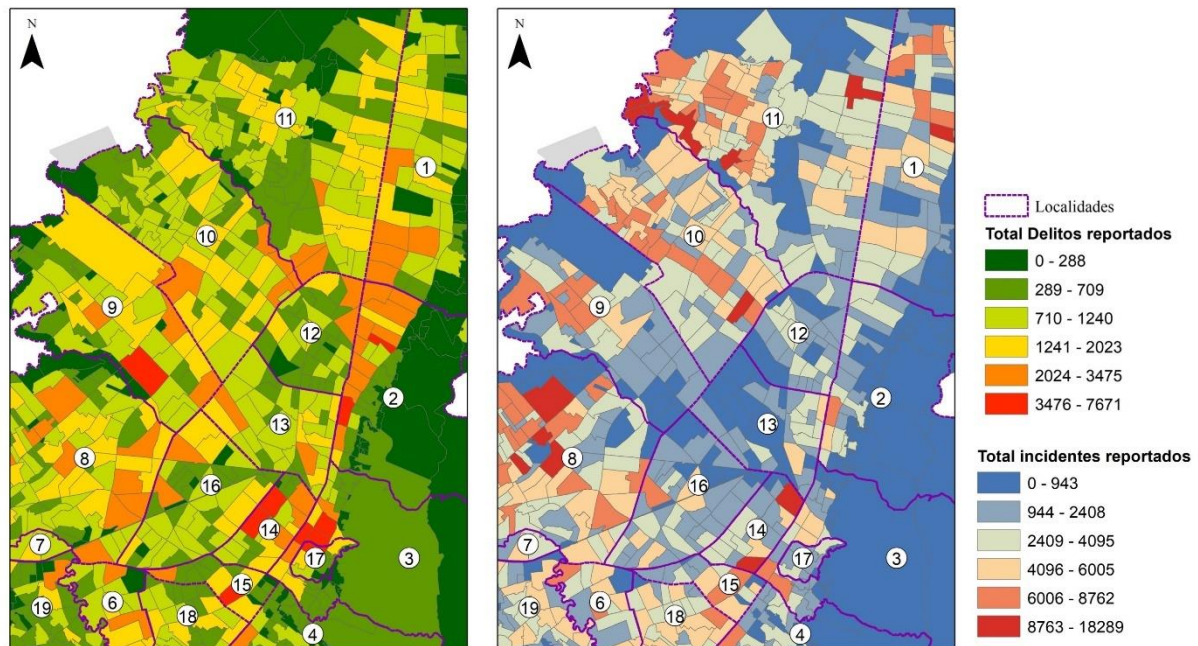 N
11
1
10
9
12
2
13
8
16
14
7
17
3
15
6
19
18
4
N
11
1
10
9
12
2
13
8
16
14
7
17
3
15
6
19
18
4
Localidades
Total Delitos reportados
0 - 288
289 - 709
710 - 1240
1241 - 2023
2024 - 3475
3476 - 7671
Total incidentes reportados
0 - 943
944 - 2408
2409 - 4095
4096 - 6005
6006 - 8762
8763 - 18289